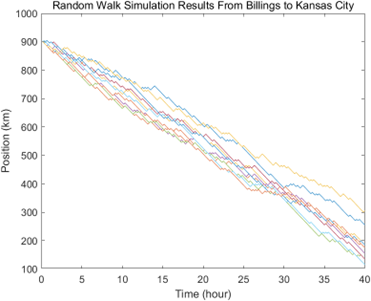 Random Walk Simulation Results From Billings to Kansas City
1000
900
800
700
600
500
400
300
200
100
Position (km)
0 5 10 15 20 25 30 35 40
Time (hour)